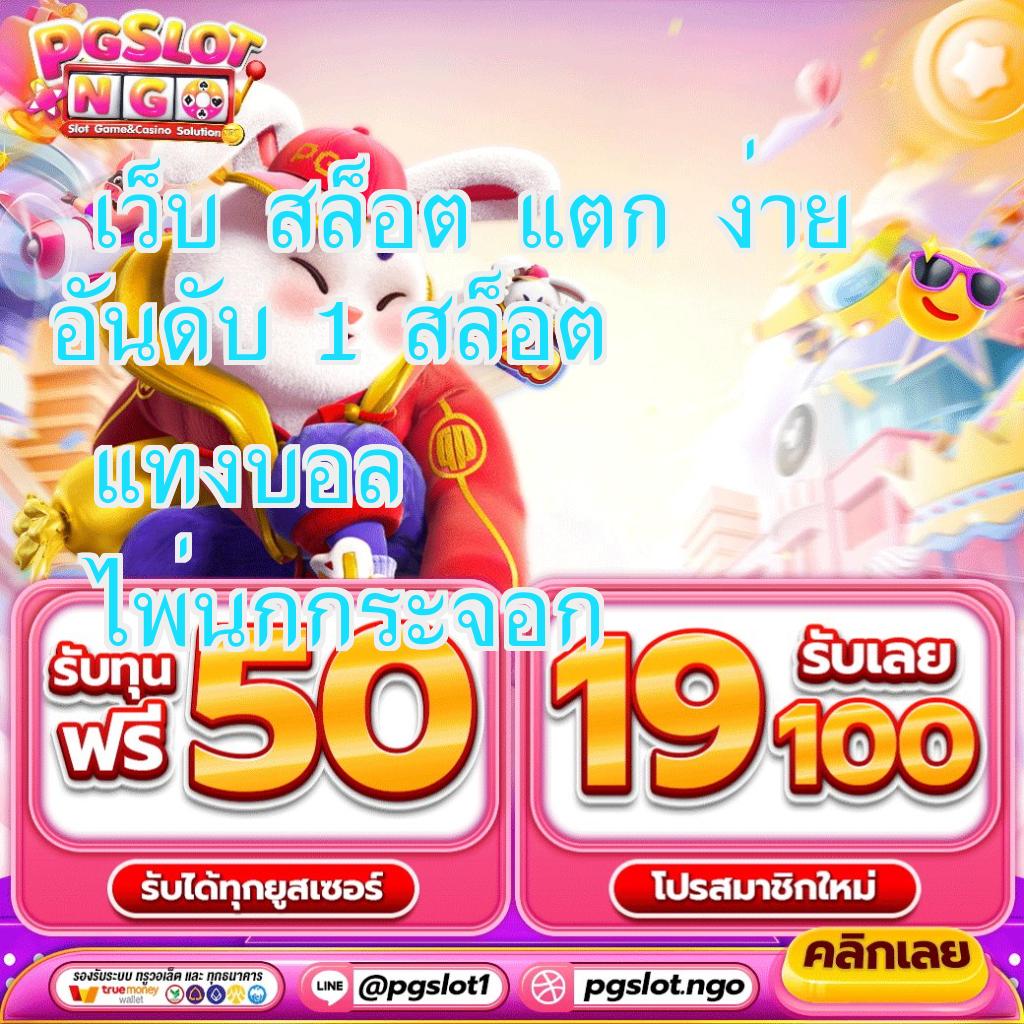 PGSLOT
NGO
Slot Game&Casino Solution
PG
เว็บ สล็อต แตก ง่าย
อันดับ 1 สล็อต
แทงบอล
ไพ่นกกระจอก
รับทุน
ฟรี
50
รับได้ทุกยูสเซอร์
19
รับเลย
100
โปรสมาชิกใหม่
คลิกเลย
รองรับระบบ ทรูวอเล็ต และ ทุกธนาคาร
truemoney
wallet
LINE @pgslot1
pgslot.ngo